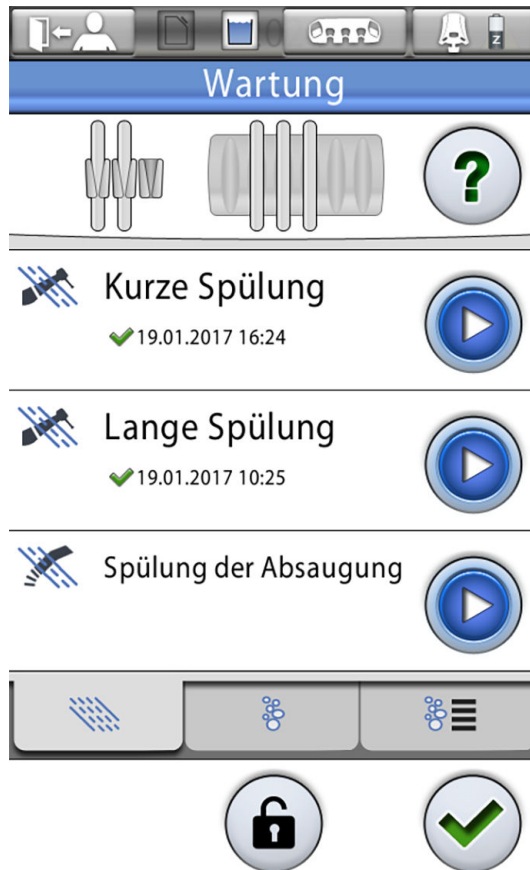 Z
Wartung
?
Kurze Spülung
19.01.2017 16:24
Lange Spülung
19.01.2017 10:25
Spülung der Absaugung